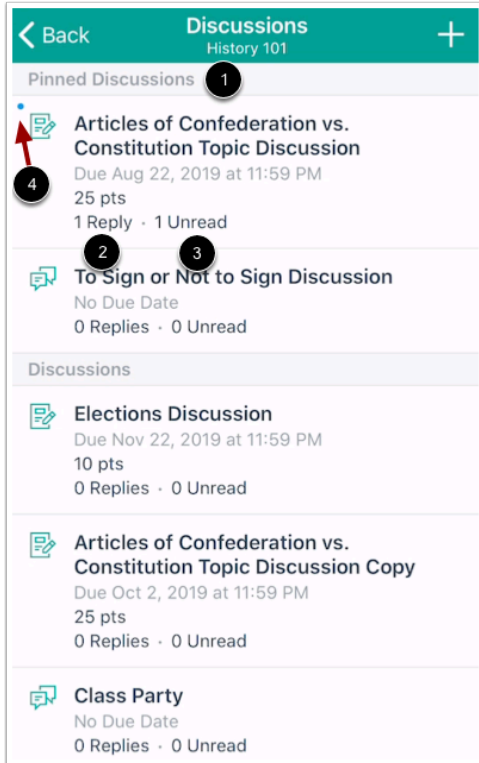 Back
Discussions
History 101
Pinned Discussions 1
Articles of Confederation vs.
Constitution Topic Discussion
Due Aug 22, 2019 at 11:59 PM
4
25 pts
1 Reply · 1 Unread
2 3
To Sign or Not to Sign Discussion
No Due Date
0 Replies · 0 Unread
Discussions
Elections Discussion
Due Nov 22, 2019 at 11:59 PM
10 pts
0 Replies · 0 Unread
Articles of Confederation vs.
Constitution Topic Discussion Copy
Due Oct 2, 2019 at 11:59 PM
25 pts
0 Replies · 0 Unread
Class Party
No Due Date
0 Replies · 0 Unread